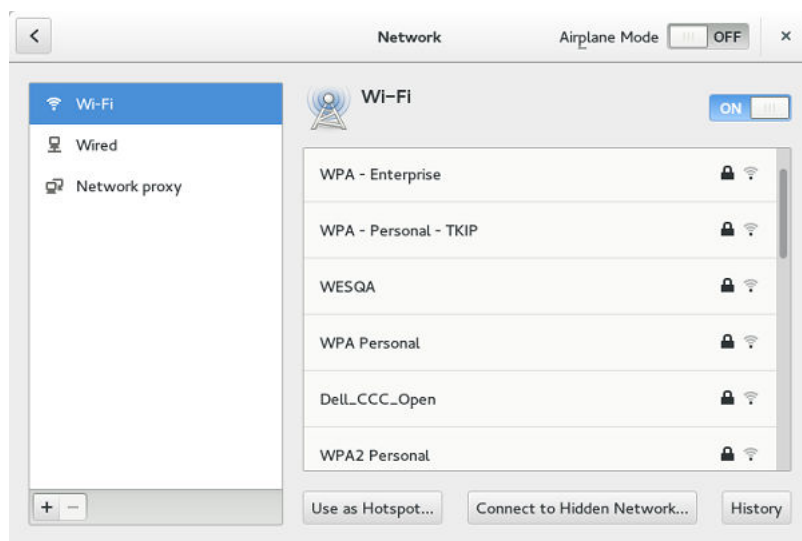 Network
Airplane Mode OFF
Wi-Fi
Wired
Network proxy
Wi-Fi
ON
WPA - Enterprise
WPA - Personal - TKIP
WESQA
WPA Personal
Dell_CCC_Open
WPA2 Personal
Use as Hotspot... Connect to Hidden Network... History